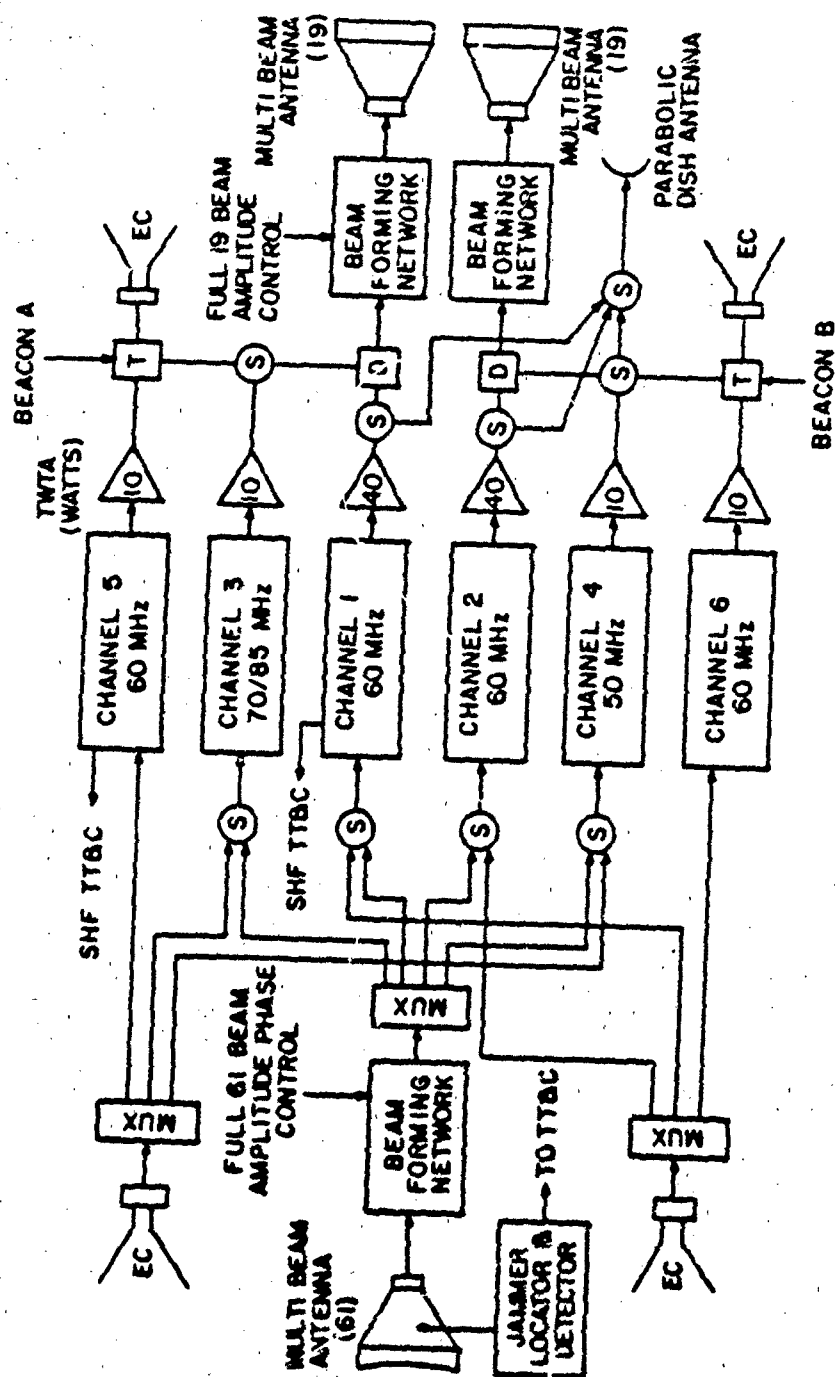 BEACON A
TWTA
(WATTS)
EC
T
10
CHANNEL 5
60 MHz
SHF TT&C
MUX
EC
FULL 19 BEAM
AMPLITUDE
CONTROL
MULTI BEAM
ANTENNA
(19)
S
10
CHANNEL 3
70/85 MHz
S
BEAM
FORMING
NETWORK
D
S
40
CHANNEL 1
60 MHz
SHF TT&C
S
FULL 61 BEAM
AMPLITUDE PHASE
CONTROL
MUX
BEAM
FORMING
NETWORK
MULTI BEAM
ANTENNA
(61)
MULTI BEAM
ANTENNA
(19)
BEAM
FORMING
NETWORK
D
S
40
CHANNEL 2
60 MHz
S
TO TT&C
JAMMER
LOCATOR &
DETECTOR
PARABOLIC
DISH ANTENNA
S
S
10
CHANNEL 4
50 MHz
S
EC
T
10
CHANNEL 6
60 MHz
MUX
EC
BEACON B